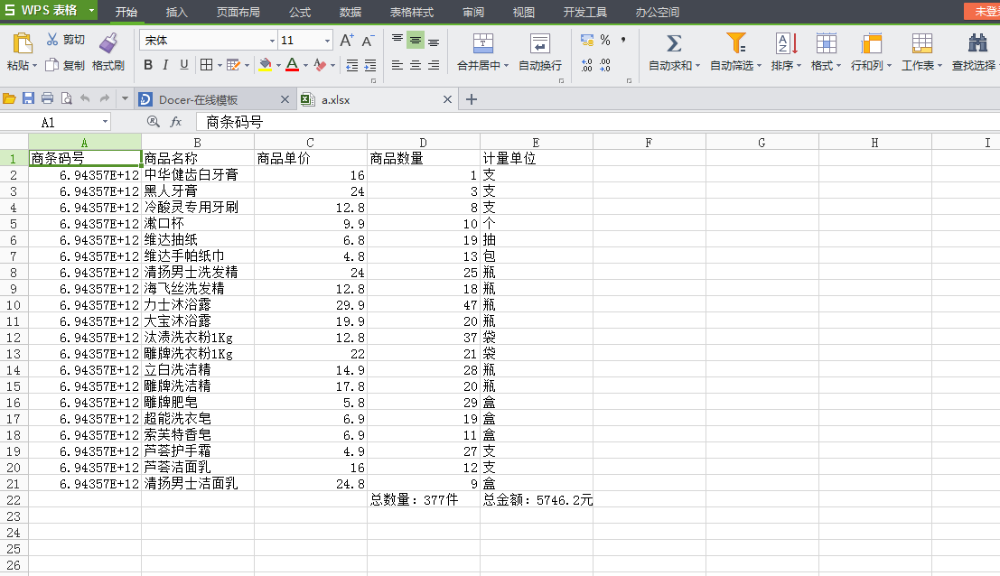 WPS 表格 开始 插入 页面布局 公式 数据 表格样式 审阅 视图 开发工具 办公空间 未登
粘贴 剪切 复制 格式刷 宋体 11 A+ A- B I U A 合并居中 自动换行 % , .00 .00 自动求和 自动筛选 排序 格式 行和列 工作表 查找选择
Docer-在线模板 a.xlsx
A1 fx 商条码号
A B C D E F G H I
1 商条码号 商品名称 商品单价 商品数量 计量单位
2 6.94357E+12 中华健齿白牙膏 16 1 支
3 6.94357E+12 黑人牙膏 24 3 支
4 6.94357E+12 冷酸灵专用牙刷 12.8 8 支
5 6.94357E+12 漱口杯 9.9 10 个
6 6.94357E+12 维达抽纸 6.8 19 抽
7 6.94357E+12 维达手帕纸巾 4.8 13 包
8 6.94357E+12 清扬男士洗发精 24 25 瓶
9 6.94357E+12 海飞丝洗发精 12.8 18 瓶
10 6.94357E+12 力士沐浴露 29.9 47 瓶
11 6.94357E+12 大宝沐浴露 19.9 20 瓶
12 6.94357E+12 汰渍洗衣粉1Kg 12.8 37 袋
13 6.94357E+12 雕牌洗衣粉1Kg 22 21 袋
14 6.94357E+12 立白洗洁精 14.9 28 瓶
15 6.94357E+12 雕牌洗洁精 17.8 20 瓶
16 6.94357E+12 雕牌肥皂 5.8 29 盒
17 6.94357E+12 超能洗衣皂 6.9 19 盒
18 6.94357E+12 索芙特香皂 6.9 11 盒
19 6.94357E+12 芦荟护手霜 4.9 27 支
20 6.94357E+12 芦荟洁面乳 16 12 支
21 6.94357E+12 清扬男士洁面乳 24.8 9 盒
22 总数量：377件 总金额：5746.2元
23
24
25
26